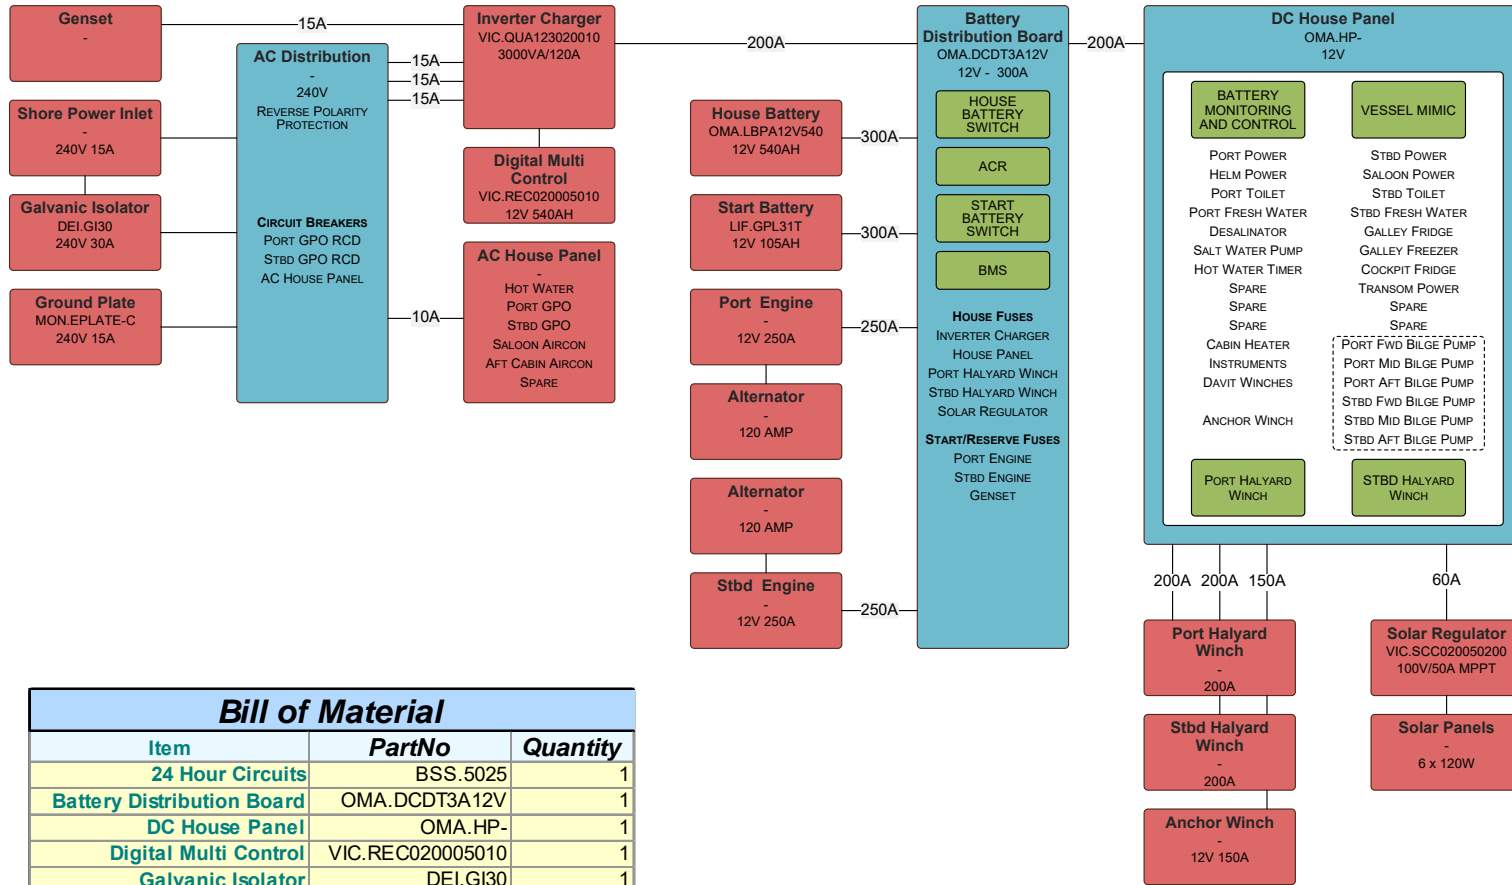 Genset
-
15A
Inverter Charger
VIC.QUA123020010
3000VA/120A
AC Distribution
-
240V
REVERSE POLARITY
PROTECTION
CIRCUIT BREAKERS
PORT GPO RCD
STBD GPO RCD
AC HOUSE PANEL
15A
15A
15A
10A
Shore Power Inlet
-
240V 15A
Galvanic Isolator
DEI.GI30
240V 30A
Ground Plate
MON.EPLATE-C
240V 15A
Digital Multi
Control
VIC.REC020005010
12V 540AH
AC House Panel
-
HOT WATER
PORT GPO
STBD GPO
SALOON AIRCON
AFT CABIN AIRCON
SPARE
200A
House Battery
OMA.LBPA12V540
12V 540AH
300A
Start Battery
LIF.GPL31T
12V 105AH
300A
Port Engine
-
12V 250A
250A
Alternator
-
120 AMP
Alternator
-
120 AMP
Stbd Engine
-
12V 250A
250A
Battery
Distribution Board
OMA.DCDT3A12V
12V - 300A
HOUSE
BATTERY
SWITCH
ACR
START
BATTERY
SWITCH
BMS
HOUSE FUSES
INVERTER CHARGER
HOUSE PANEL
PORT HALYARD WINCH
STBD HALYARD WINCH
SOLAR REGULATOR
START/RESERVE FUSES
PORT ENGINE
STBD ENGINE
GENSET
200A
DC House Panel
OMA.HP-
12V
BATTERY
MONITORING
AND CONTROL
PORT POWER
HELM POWER
PORT TOILET
PORT FRESH WATER
DESALINATOR
SALT WATER PUMP
HOT WATER TIMER
SPARE
SPARE
SPARE
CABIN HEATER
INSTRUMENTS
DAVIT WINCHES
ANCHOR WINCH
PORT HALYARD
WINCH
VESSEL MIMIC
STBD POWER
SALOON POWER
STBD TOILET
STBD FRESH WATER
GALLEY FRIDGE
GALLEY FREEZER
COCKPIT FRIDGE
TRANSOM POWER
SPARE
SPARE
PORT FWD BILGE PUMP
PORT MID BILGE PUMP
PORT AFT BILGE PUMP
STBD FWD BILGE PUMP
STBD MID BILGE PUMP
STBD AFT BILGE PUMP
STBD HALYARD
WINCH
200A 200A 150A
60A
Port Halyard
Winch
-
200A
Stbd Halyard
Winch
-
200A
Anchor Winch
-
12V 150A
Solar Regulator
VIC.SCC020050200
100V/50A MPPT
Solar Panels
-
6 x 120W
Bill of Material
Item PartNo Quantity
24 Hour Circuits BSS.5025 1
Battery Distribution Board OMA.DCDT3A12V 1
DC House Panel OMA.HP- 1
Digital Multi Control VIC.REC020005010 1
Galvanic Isolator DEI.GI30 1